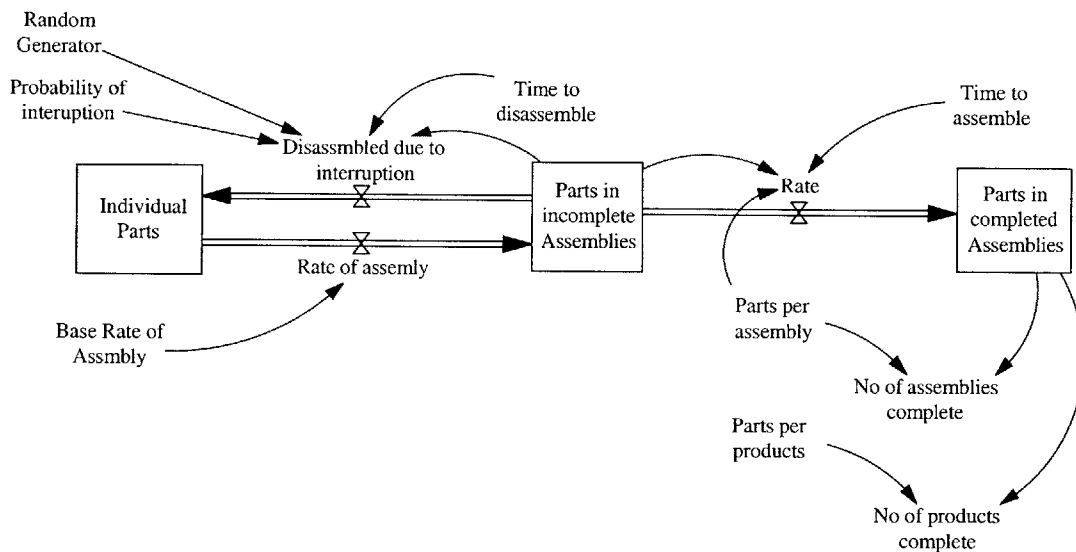 Random
Generator
Probability of
interuption
Time to
disassemble
Time to
assemble
Disassmbled due to
interruption
Individual
Parts
Parts in
incomplete
Assemblies
Rate
Parts in
completed
Assemblies
Rate of assemly
Base Rate of
Assmbly
Parts per
assembly
No of assemblies
complete
Parts per
products
No of products
complete